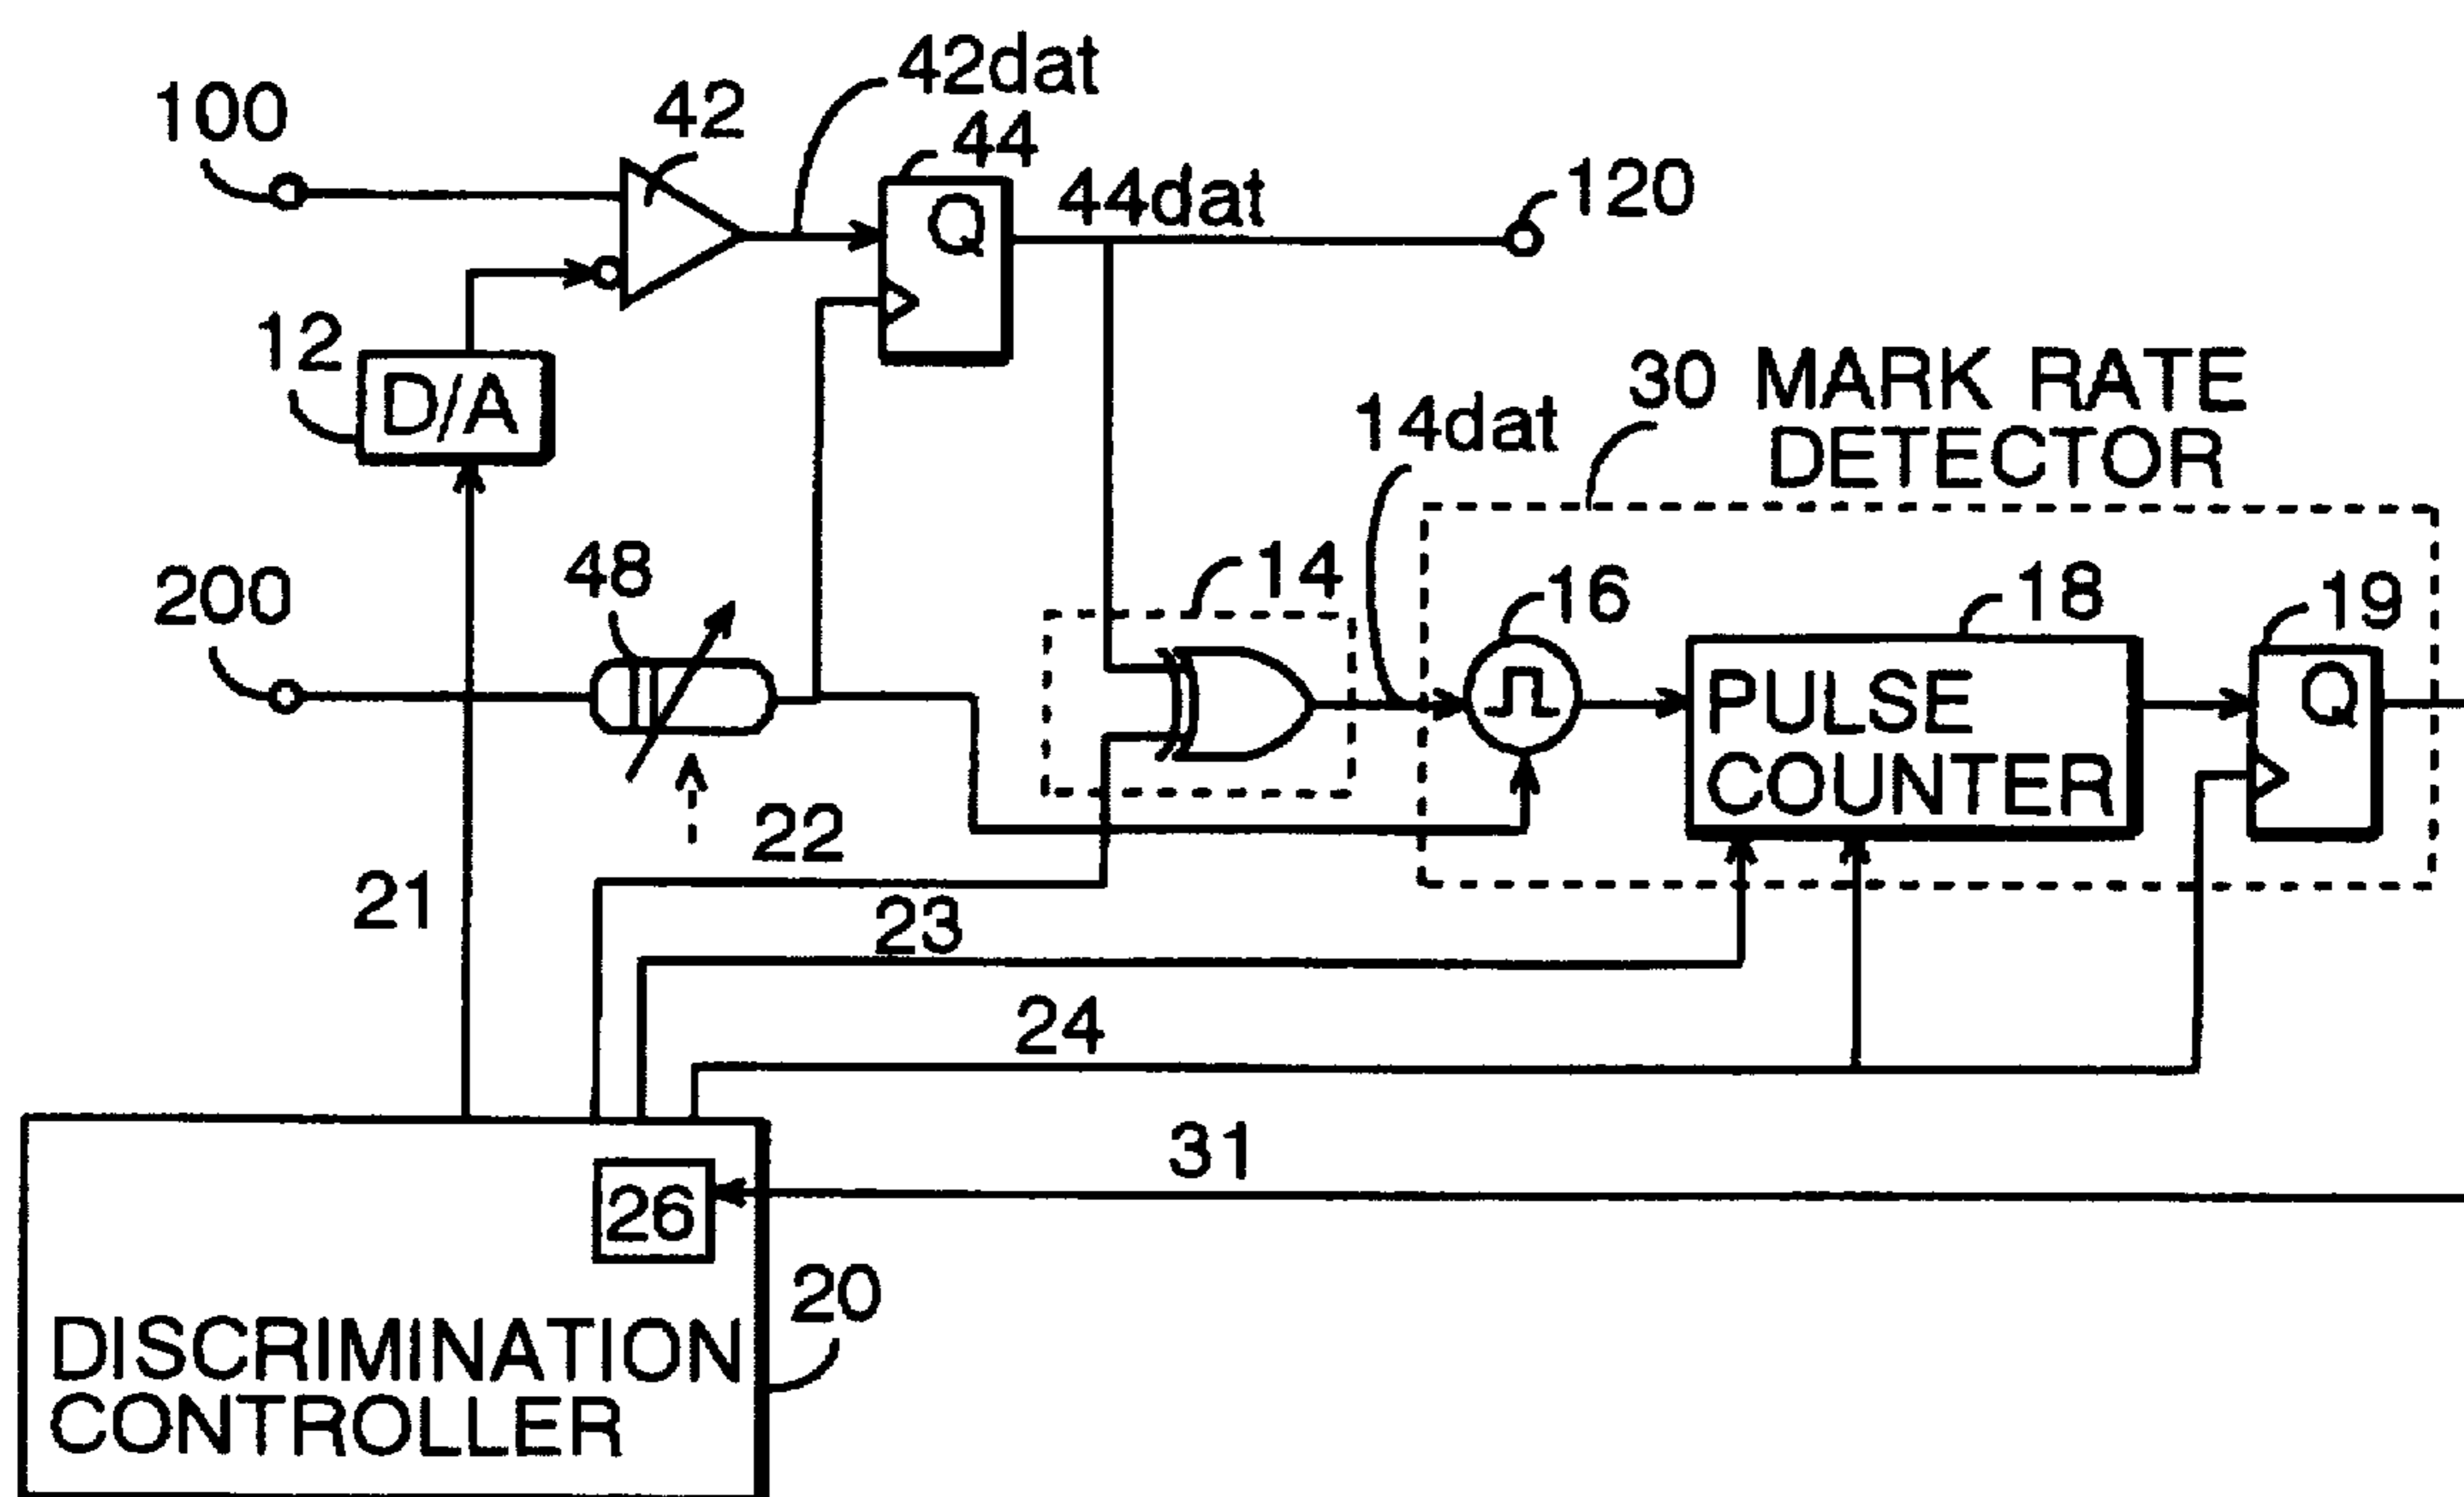 42dat
100
42
44
44dat
120
12
D/A
Q
30 MARK RATE
DETECTOR
14dat
200
48
14
16
18
19
PULSE
COUNTER
Q
22
21
23
24
31
26
20
DISCRIMINATION
CONTROLLER